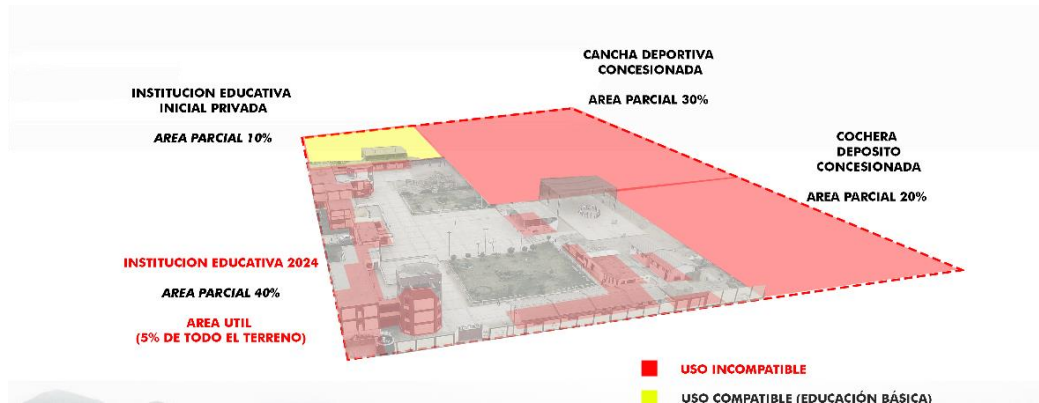 CANCHA DEPORTIVA
CONCESIONADA
AREA PARCIAL 30%
INSTITUCION EDUCATIVA
INICIAL PRIVADA
AREA PARCIAL 10%
COCHERA
DEPOSITO
CONCESIONADA
AREA PARCIAL 20%
INSTITUCION EDUCATIVA 2024
AREA PARCIAL 40%
AREA UTIL
(5% DE TODO EL TERRENO)
USO INCOMPATIBLE
USO COMPATIBLE (EDUCACIÓN BÁSICA)